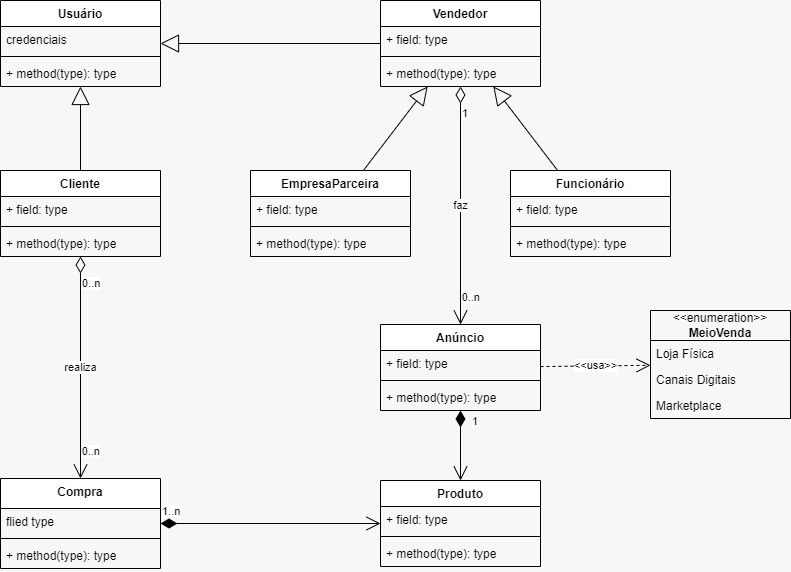 Usuário
credenciais
+ method(type): type
Vendedor
+ field: type
+ method(type): type
1
Cliente
+ field: type
+ method(type): type
EmpresaParceira
+ field: type
+ method(type): type
faz
Funcionário
+ field: type
+ method(type): type
0..n
0..n
<<enumeration>>
MeioVenda
Loja Física
Canais Digitais
Marketplace
Anúncio
+ field: type
+ method(type): type
<<usa>>
realiza
1
0..n
Compra
flied type
+ method(type): type
1..n
Produto
+ field: type
+ method(type): type